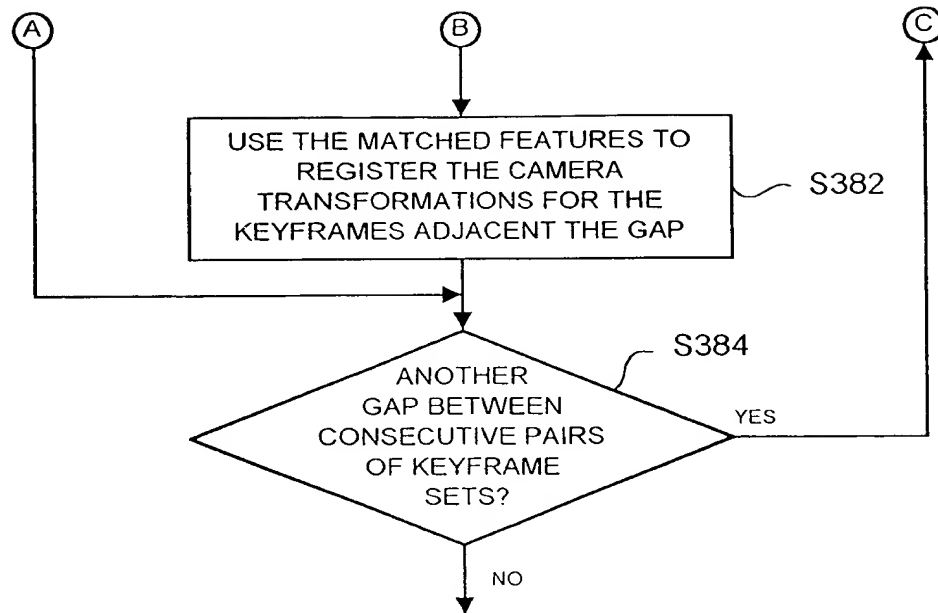 A
B
C
USE THE MATCHED FEATURES TO
REGISTER THE CAMERA
TRANSFORMATIONS FOR THE
KEYFRAMES ADJACENT THE GAP
S382
S384
ANOTHER
GAP BETWEEN
CONSECUTIVE PAIRS
OF KEYFRAME
SETS?
YES
NO